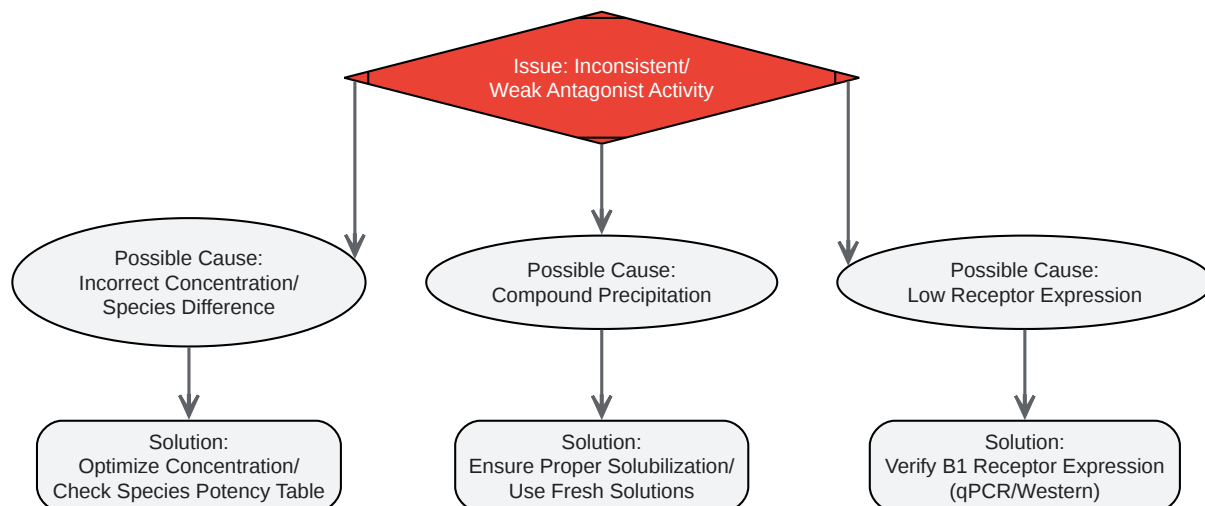 Issue: Inconsistent/
Weak Antagonist Activity
Possible Cause:
Incorrect Concentration/
Species Difference
Possible Cause:
Compound Precipitation
Possible Cause:
Low Receptor Expression
Solution:
Optimize Concentration/
Check Species Potency Table
Solution:
Ensure Proper Solubilization/
Use Fresh Solutions
Solution:
Verify B1 Receptor Expression
(qPCR/Western)